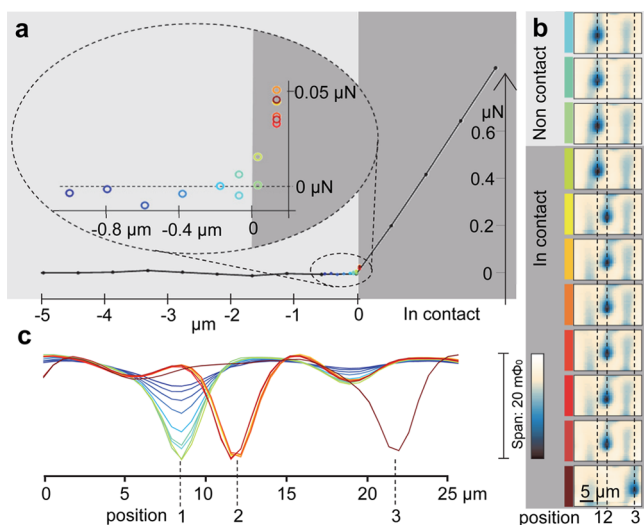 a
0.05 µN
0 µN
-0.8 µm
-0.4 µm
0
µN
0.6
0.4
0.2
0
-5
-4
-3
-2
-1
0
µm
In contact
b
Non contact
In contact
5 µm
position 1 2 3
Span: 20 mΦ₀
c
0 5 10 15 20 25 µm
position 1 2 3